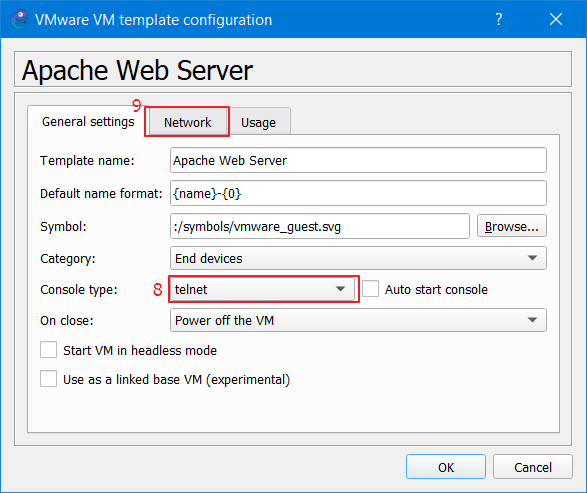 VMware VM template configuration
?
Apache Web Server
9
General settings Network Usage
Template name: Apache Web Server
Default name format: {name}-{0}
Symbol: :/symbols/vmware_guest.svg Browse...
Category: End devices
Console type: 8 telnet Auto start console
On close: Power off the VM
Start VM in headless mode
Use as a linked base VM (experimental)
OK Cancel